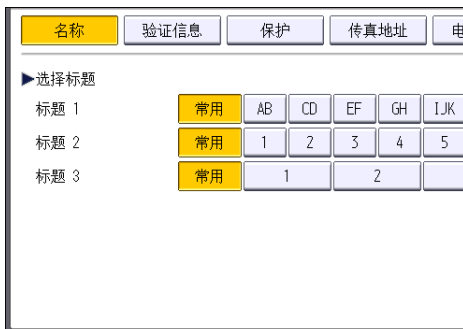 名称 验证信息 保护 传真地址
▶选择标题
标题 1 常用 AB CD EF GH IJK
标题 2 常用 1 2 3 4 5
标题 3 常用 1 2